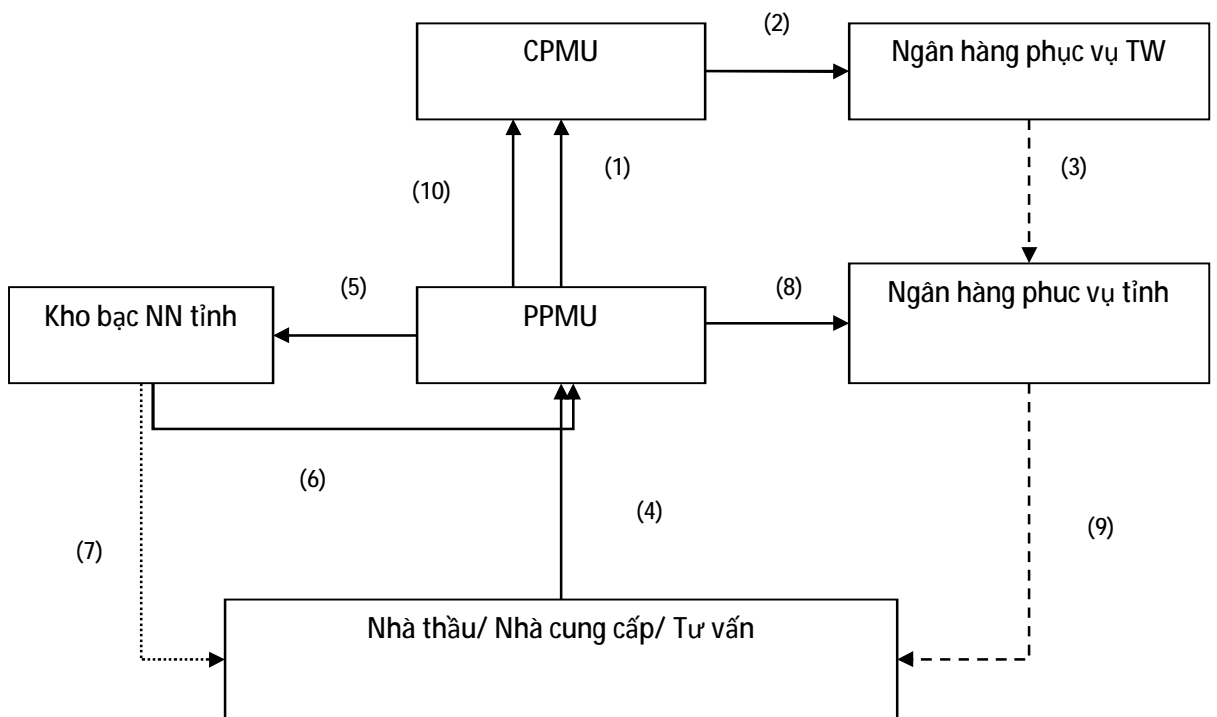 (2)
CPMU
Ngân hàng phục vụ TW
(10)
(1)
(3)
(5)
(8)
Kho bạc NN tỉnh
PPMU
Ngân hàng phuc vụ tỉnh
(6)
(4)
(7)
(9)
Nhà thầu/ Nhà cung cấp/ Tư vấn